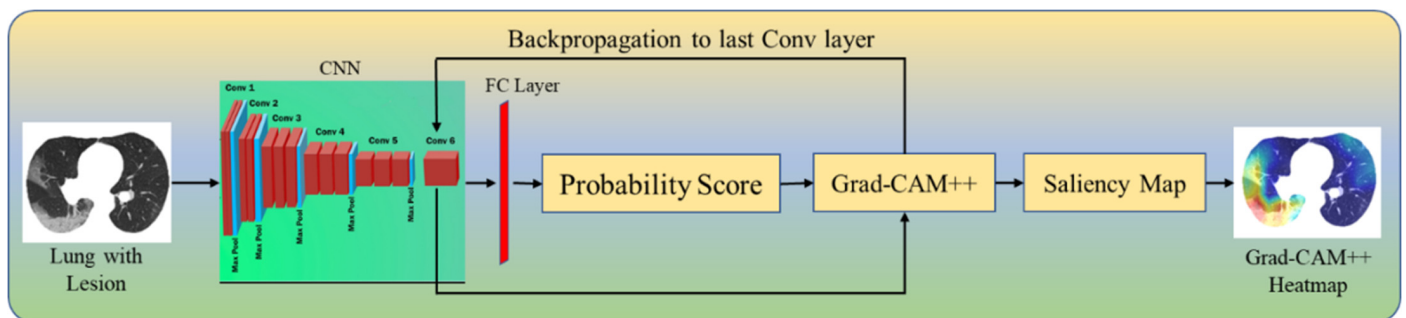 Backpropagation to last Conv layer
CNN
FC Layer
Conv 1
Conv 2
Conv 3
Conv 4
Conv 5
Conv 6
Max Pool
Max Pool
Max Pool
Max Pool
Max Pool
Probability Score
Grad-CAM++
Saliency Map
Lung with
Lesion
Grad-CAM++
Heatmap